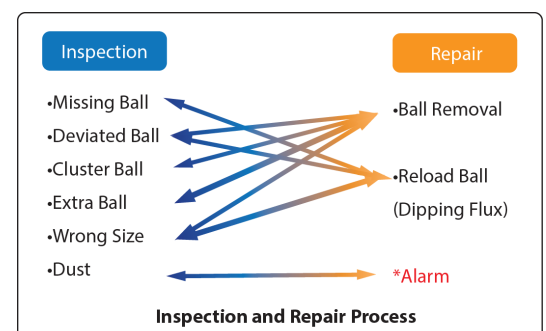 Inspection
Repair
•Missing Ball
•Deviated Ball
•Cluster Ball
•Extra Ball
•Wrong Size
•Dust
•Ball Removal
•Reload Ball
(Dipping Flux)
*Alarm
Inspection and Repair Process